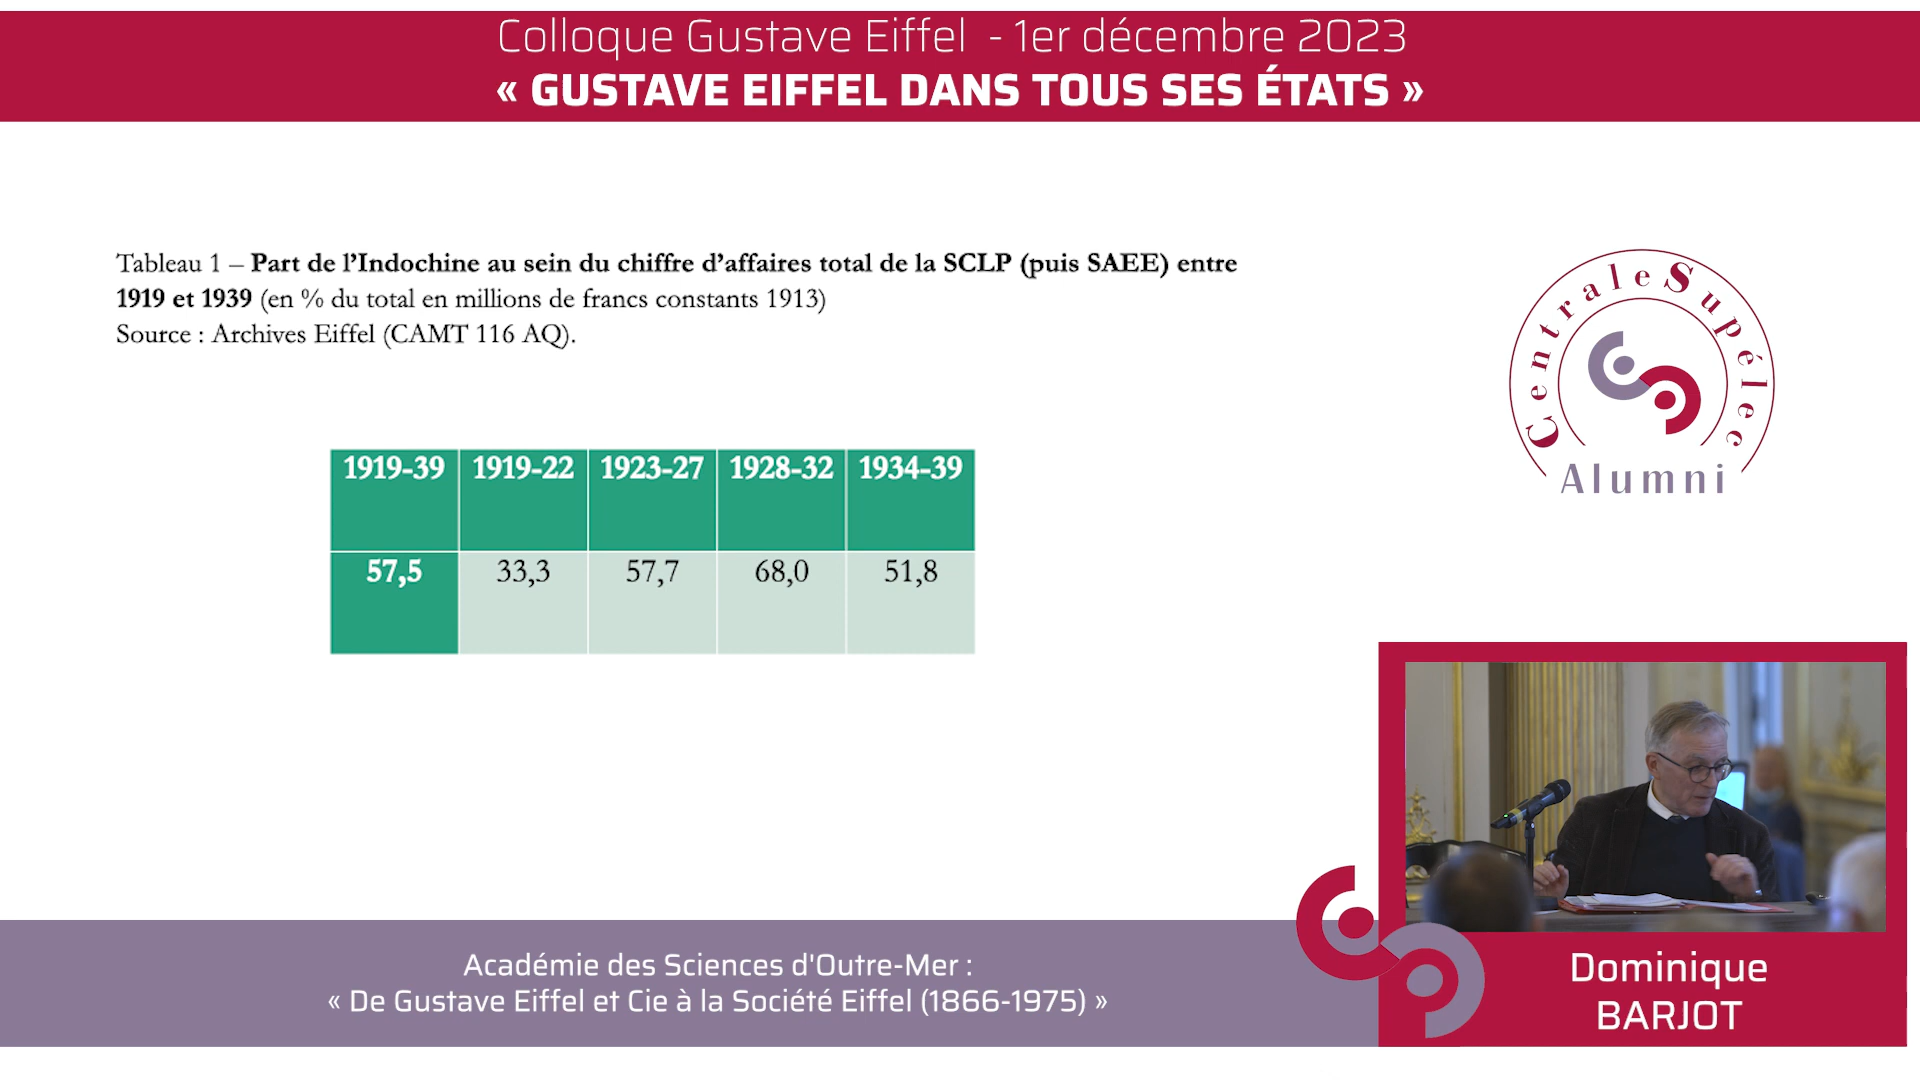 Colloque Gustave Eiffel - 1er décembre 2023
« GUSTAVE EIFFEL DANS TOUS SES ÉTATS »
Tableau 1 – Part de l’Indochine au sein du chiffre d’affaires total de la SCLP (puis SAEE) entre
1919 et 1939 (en % du total en millions de francs constants 1913)
Source : Archives Eiffel (CAMT 116 AQ).
1919-39 1919-22 1923-27 1928-32 1934-39
57,5 33,3 57,7 68,0 51,8
CentraleSupélec
Alumni
Académie des Sciences d'Outre-Mer :
« De Gustave Eiffel et Cie à la Société Eiffel (1866-1975) »
Dominique
BARJOT